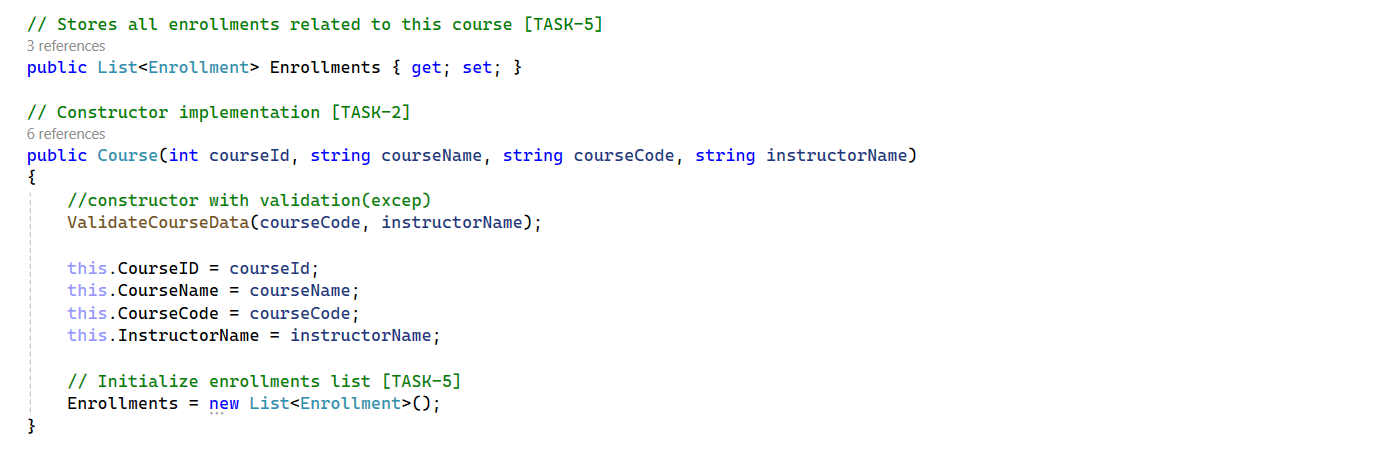 // Stores all enrollments related to this course [TASK-5]
3 references
public List<Enrollment> Enrollments { get; set; }
// Constructor implementation [TASK-2]
6 references
public Course(int courseId, string courseName, string courseCode, string instructorName)
{
//constructor with validation(excep)
ValidateCourseData(courseCode, instructorName);
this.CourseID = courseId;
this.CourseName = courseName;
this.CourseCode = courseCode;
this.InstructorName = instructorName;
// Initialize enrollments list [TASK-5]
Enrollments = new List<Enrollment>();
}